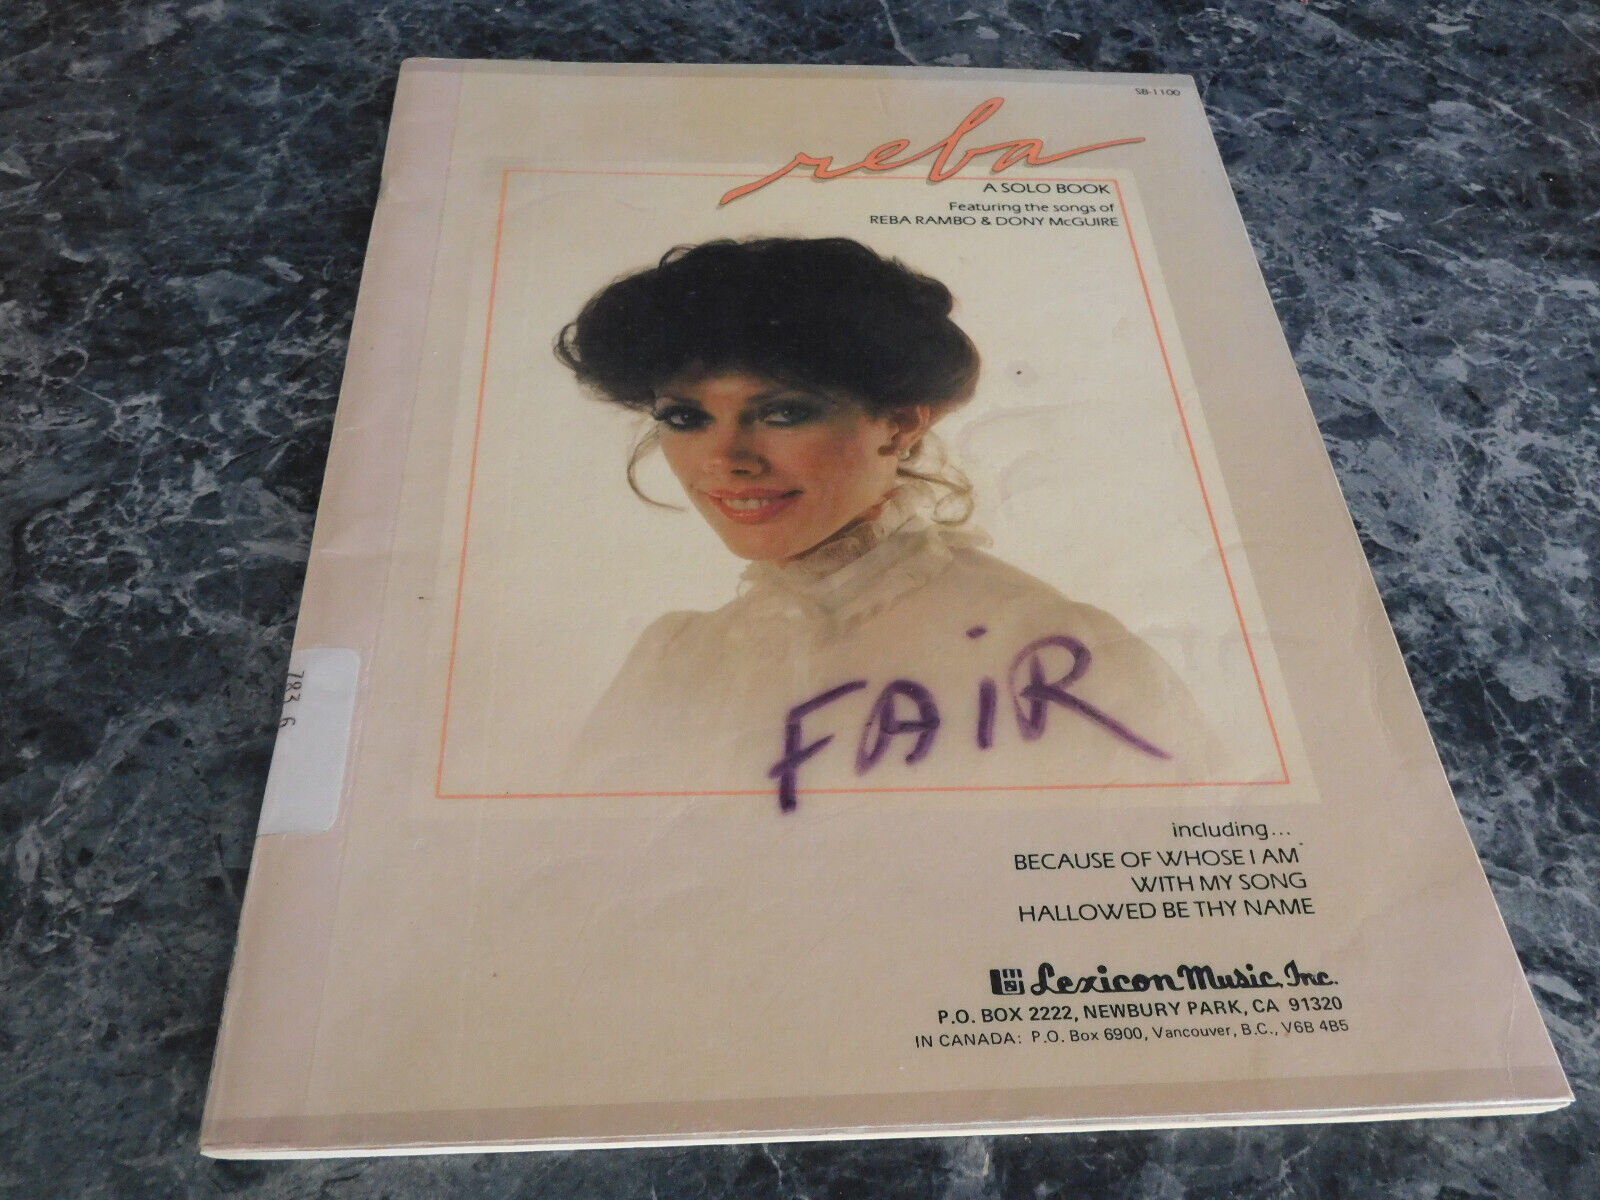 SB-1100
reba
A SOLO BOOK
Featuring the songs of
REBA RAMBO & DONY McGUIRE
783.6
FAiR
including...
BECAUSE OF WHOSE I AM
WITH MY SONG
HALLOWED BE THY NAME
Lexicon Music, Inc.
P.O. BOX 2222, NEWBURY PARK, CA 91320
IN CANADA: P.O. Box 6900, Vancouver, B.C., V6B 4B5